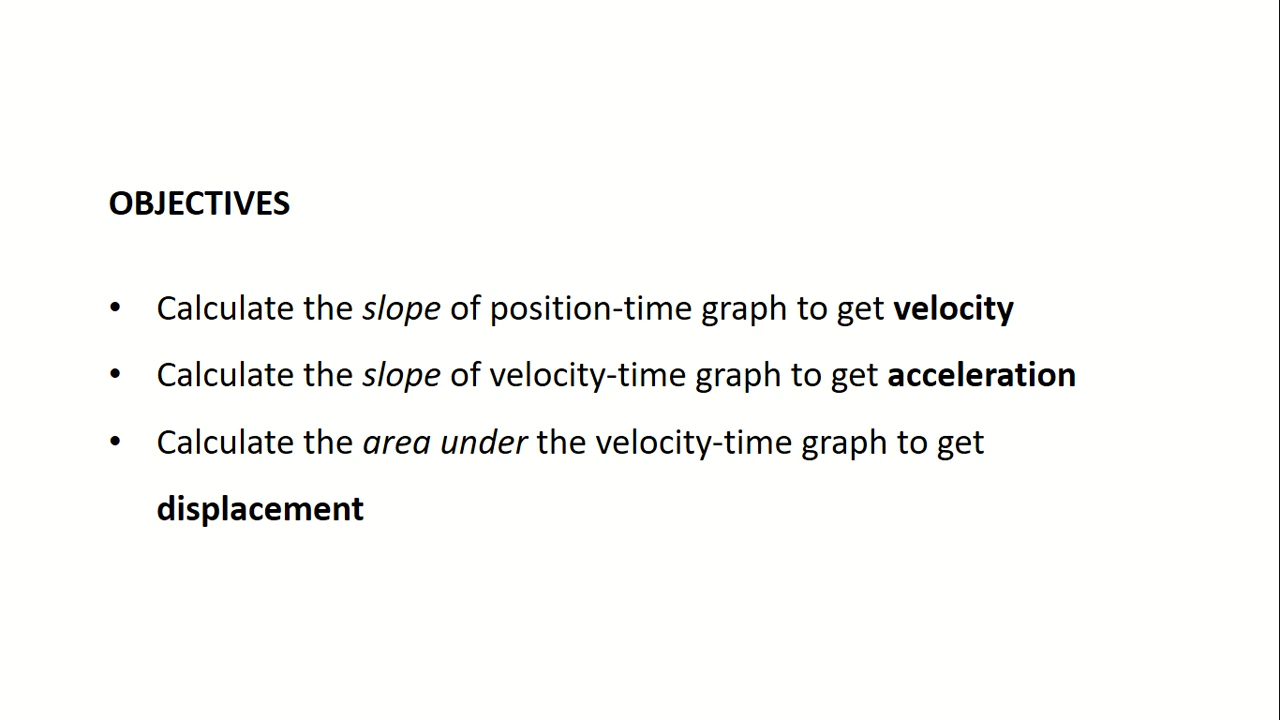 OBJECTIVES
• Calculate the slope of position-time graph to get velocity
• Calculate the slope of velocity-time graph to get acceleration
• Calculate the area under the velocity-time graph to get
displacement